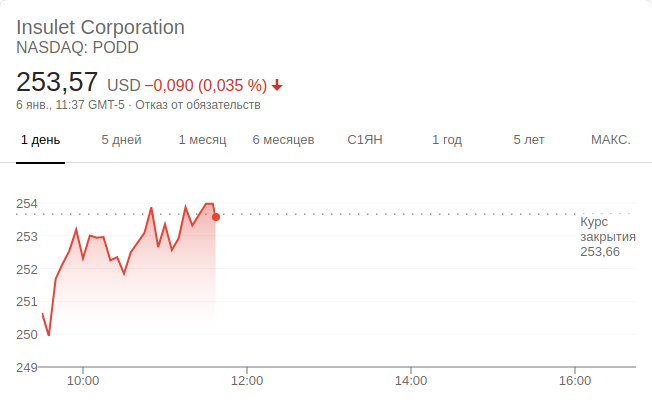 Insulet Corporation
NASDAQ: PODD
253,57 USD −0,090 (0,035 %)
6 янв., 11:37 GMT-5 · Отказ от обязательств
1 день 5 дней 1 месяц 6 месяцев С1ЯН 1 год 5 лет МАКС.
254
253
252
251
250
249
Курс
закрытия
253,66
10:00 12:00 14:00 16:00